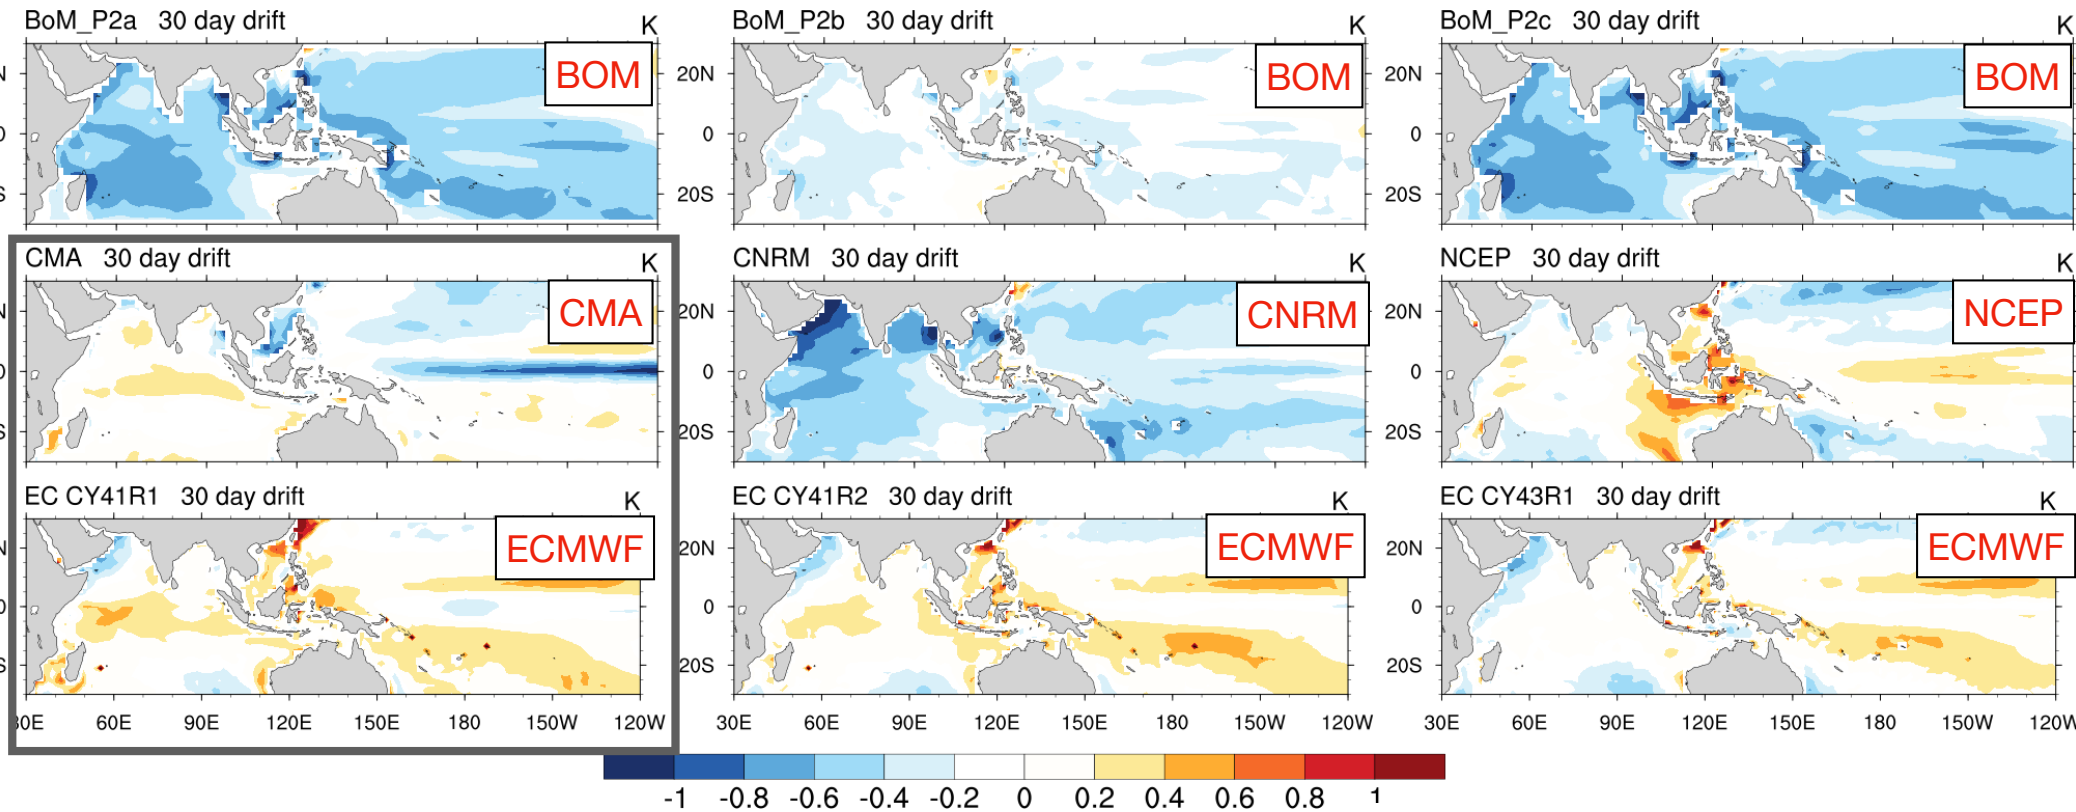 BoM_P2a 30 day drift K
BOM
N
0
S
BoM_P2b 30 day drift K
BOM
20N
0
20S
BoM_P2c 30 day drift K
BOM
20N
0
20S
CMA 30 day drift K
CMA
N
0
S
CNRM 30 day drift K
CNRM
20N
0
20S
NCEP 30 day drift K
NCEP
20N
0
20S
EC CY41R1 30 day drift K
ECMWF
N
0
S
30E 60E 90E 120E 150E 180 150W 120W
EC CY41R2 30 day drift K
ECMWF
20N
0
20S
30E 60E 90E 120E 150E 180 150W 120W
EC CY43R1 30 day drift K
ECMWF
20N
0
20S
30E 60E 90E 120E 150E 180 150W 120W
-1 -0.8 -0.6 -0.4 -0.2 0 0.2 0.4 0.6 0.8 1